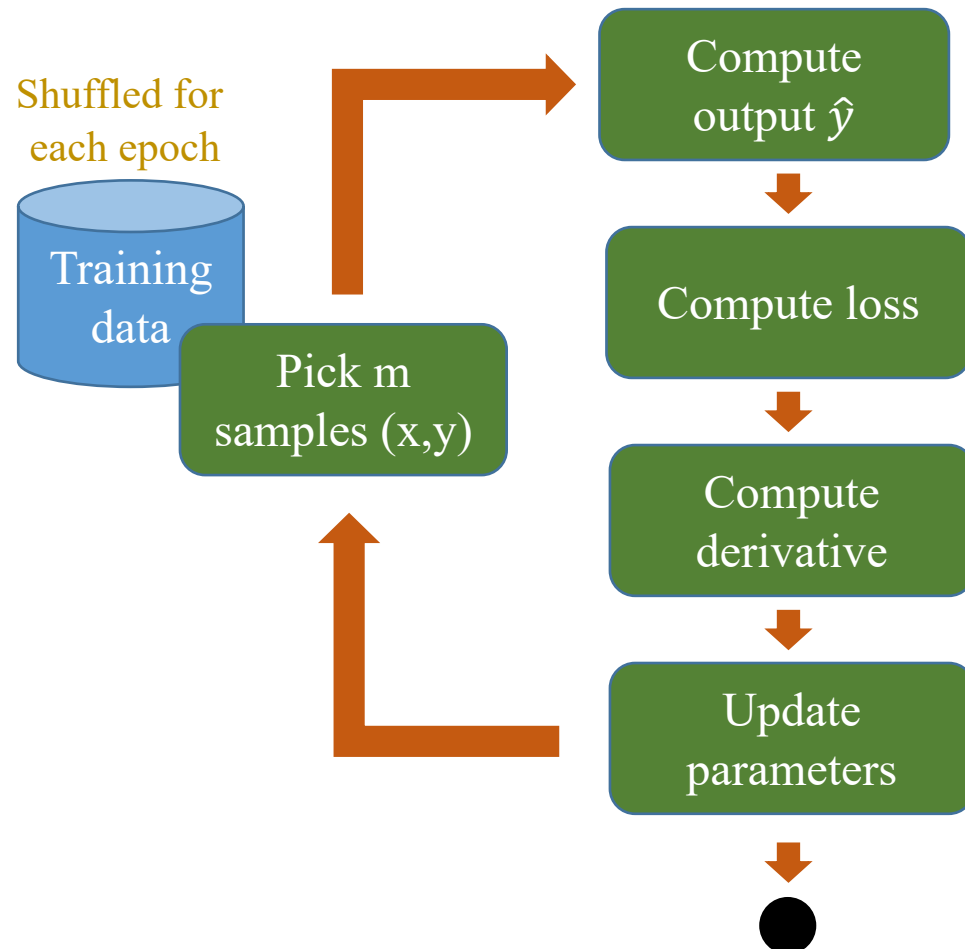 Shuffled for
each epoch
Training
data
Pick m
samples (x,y)
Compute
output ŷ
Compute loss
Compute
derivative
Update
parameters